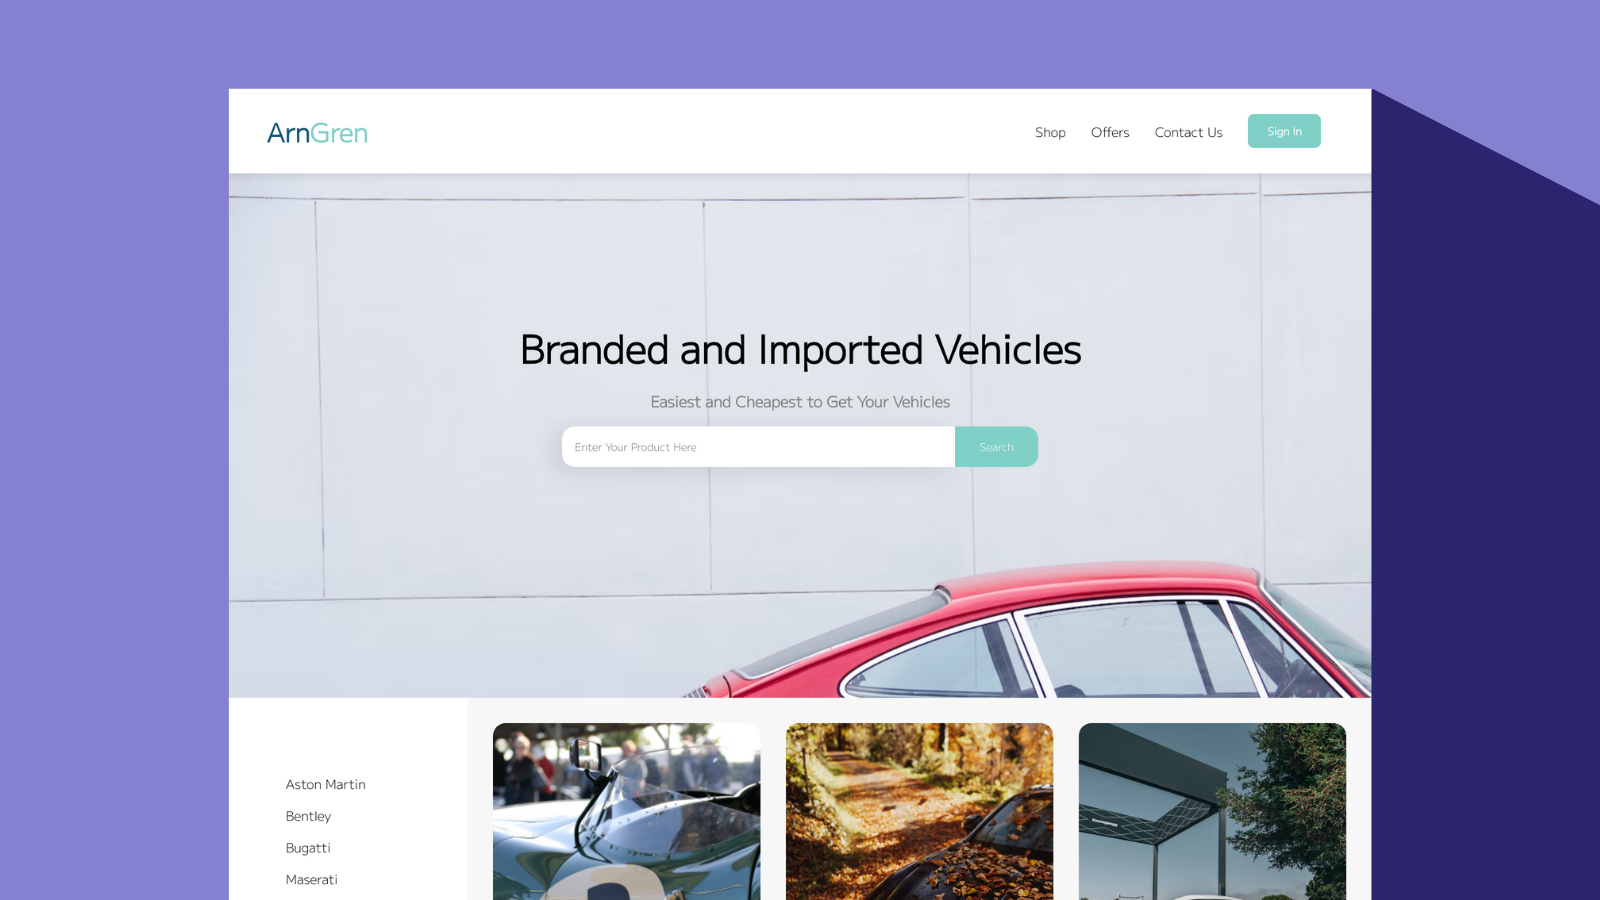 ArnGren
Shop Offers Contact Us Sign In
Branded and Imported Vehicles
Easiest and Cheapest to Get Your Vehicles
Enter Your Product Here Search
Aston Martin
Bentley
Bugatti
Maserati